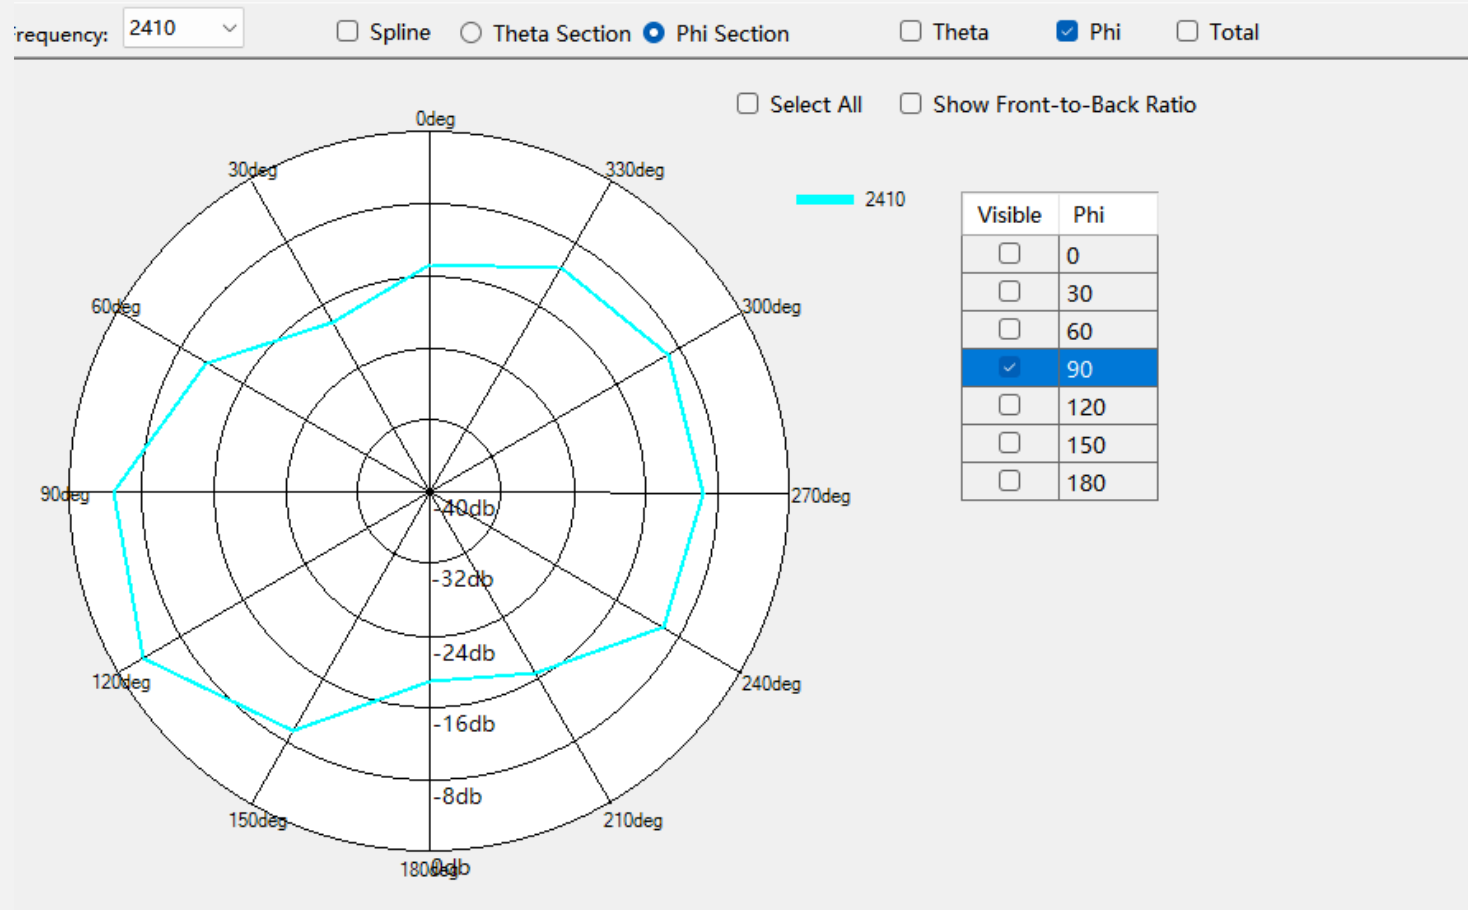 requency: 2410 Spline Theta Section Phi Section Theta Phi Total
Select All Show Front-to-Back Ratio
0deg
30deg
330deg
2410
Visible Phi
0
30
60
90
120
150
180
60deg
300deg
90deg
270deg
-40db
-32db
-24db
120deg
240deg
-16db
-8db
150deg
210deg
180deg
0db